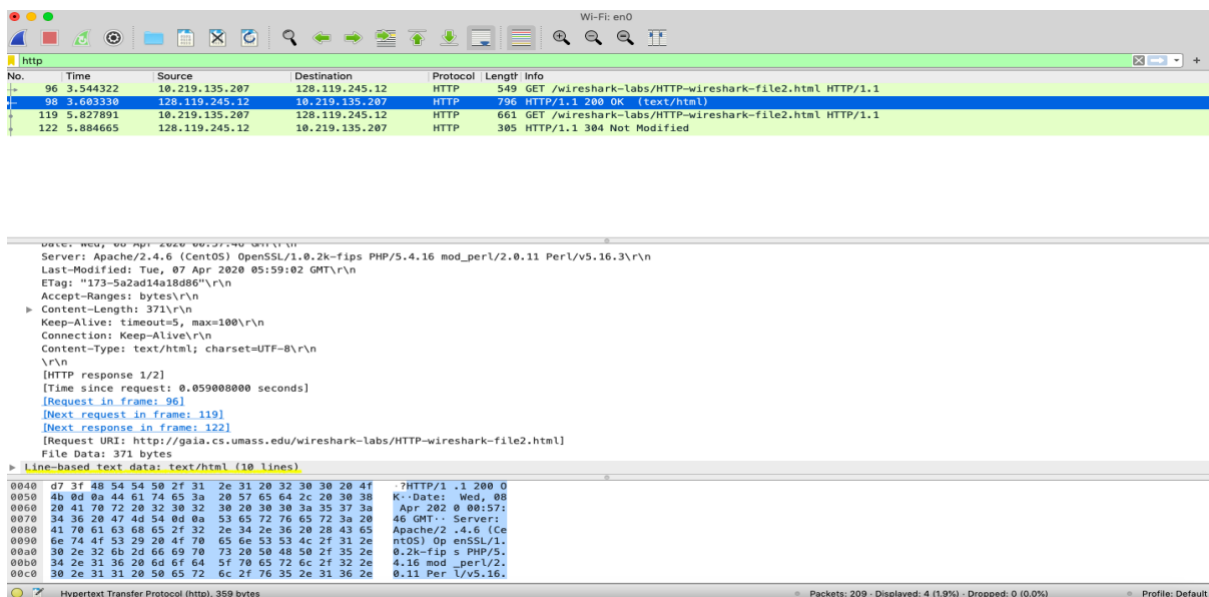 Wi-Fi: en0
http
No. Time Source Destination Protocol Length Info
96 3.544322 10.219.135.207 128.119.245.12 HTTP 549 GET /wireshark-labs/HTTP-wireshark-file2.html HTTP/1.1
98 3.603330 128.119.245.12 10.219.135.207 HTTP 796 HTTP/1.1 200 OK (text/html)
119 5.827891 10.219.135.207 128.119.245.12 HTTP 661 GET /wireshark-labs/HTTP-wireshark-file2.html HTTP/1.1
122 5.884665 128.119.245.12 10.219.135.207 HTTP 305 HTTP/1.1 304 Not Modified
Date: Wed, 08 Apr 2020 00:57:46 GMT\r\n
Server: Apache/2.4.6 (CentOS) OpenSSL/1.0.2k-fips PHP/5.4.16 mod_perl/2.0.11 Perl/v5.16.3\r\n
Last-Modified: Tue, 07 Apr 2020 05:59:02 GMT\r\n
ETag: "173-5a2ad14a18d86"\r\n
Accept-Ranges: bytes\r\n
Content-Length: 371\r\n
Keep-Alive: timeout=5, max=100\r\n
Connection: Keep-Alive\r\n
Content-Type: text/html; charset=UTF-8\r\n
\r\n
[HTTP response 1/2]
[Time since request: 0.059008000 seconds]
[Request in frame: 96]
[Next request in frame: 119]
[Next response in frame: 122]
[Request URI: http://gaia.cs.umass.edu/wireshark-labs/HTTP-wireshark-file2.html]
File Data: 371 bytes
Line-based text data: text/html (10 lines)
0040 d7 3f 48 54 54 50 2f 31 2e 31 20 32 30 30 20 4f ·?HTTP/1 .1 200 O
0050 4b 0d 0a 44 61 74 65 3a 20 57 65 64 2c 20 30 38 K··Date: Wed, 08
0060 20 41 70 72 20 32 30 32 30 20 30 30 3a 35 37 3a Apr 202 0 00:57:
0070 34 36 20 47 4d 54 0d 0a 53 65 72 76 65 72 3a 20 46 GMT·· Server:
0080 41 70 61 63 68 65 2f 32 2e 34 2e 36 20 28 43 65 Apache/2 .4.6 (Ce
0090 6e 74 4f 53 29 20 4f 70 65 6e 53 53 4c 2f 31 2e ntOS) Op enSSL/1.
00a0 30 2e 32 6b 2d 66 69 70 73 20 50 48 50 2f 35 2e 0.2k-fip s PHP/5.
00b0 34 2e 31 36 20 6d 6f 64 5f 70 65 72 6c 2f 32 2e 4.16 mod _perl/2.
00c0 30 2e 31 31 20 50 65 72 6c 2f 76 35 2e 31 36 2e 0.11 Per l/v5.16.
Hypertext Transfer Protocol (http), 359 bytes Packets: 209 · Displayed: 4 (1.9%) · Dropped: 0 (0.0%) Profile: Default